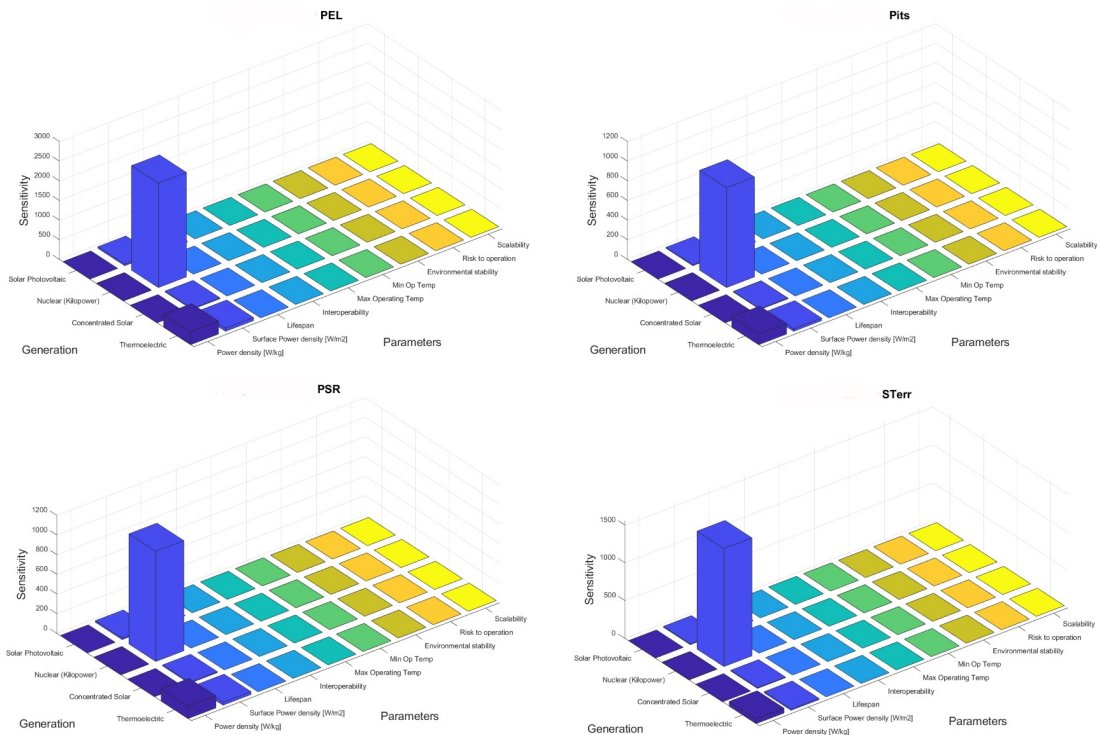 PEL
3000
2500
2000
1500
1000
500
0
Sensitivity
Solar Photovoltaic
Nuclear (Kilopower)
Concentrated Solar
Thermoelectric
Generation
Power density [W/kg]
Surface Power density [W/m2]
Lifespan
Interoperability
Max Operating Temp
Min Op Temp
Environmental stability
Risk to operation
Scalability
Parameters
Pits
1200
1000
800
600
400
200
0
Sensitivity
Solar Photovoltaic
Nuclear (Kilopower)
Concentrated Solar
Thermoelectric
Generation
Power density [W/kg]
Surface Power density [W/m2]
Lifespan
Interoperability
Max Operating Temp
Min Op Temp
Environmental stability
Risk to operation
Scalability
Parameters
PSR
1200
1000
800
600
400
200
0
Sensitivity
Solar Photovoltaic
Nuclear (Kilopower)
Concentrated Solar
Thermoelectric
Generation
Power density [W/kg]
Surface Power density [W/m2]
Lifespan
Interoperability
Max Operating Temp
Min Op Temp
Environmental stability
Risk to operation
Scalability
Parameters
STerr
1500
1000
500
0
Sensitivity
Solar Photovoltaic
Nuclear (Kilopower)
Concentrated Solar
Thermoelectric
Generation
Power density [W/kg]
Surface Power density [W/m2]
Lifespan
Interoperability
Max Operating Temp
Min Op Temp
Environmental stability
Risk to operation
Scalability
Parameters